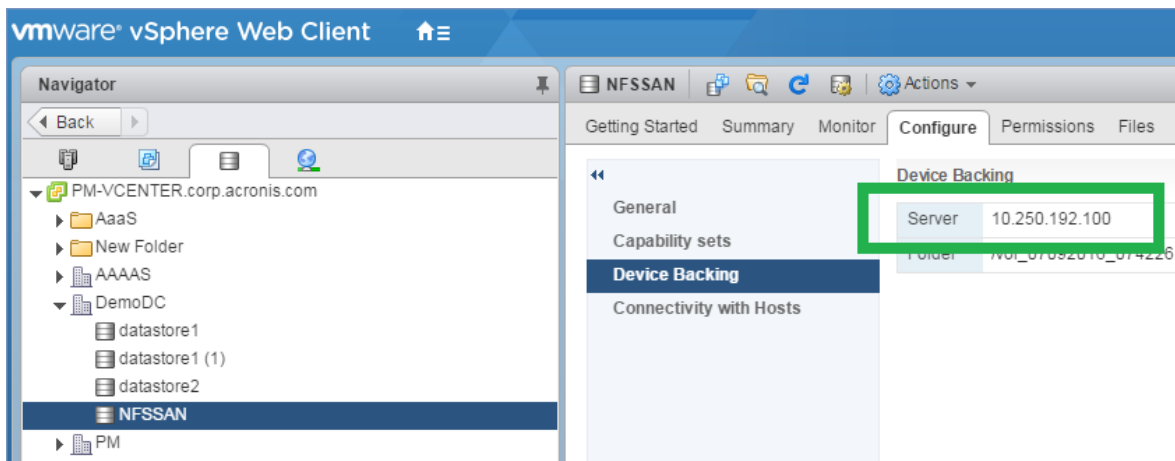 vmware® vSphere Web Client
Navigator
Back
PM-VCENTER.corp.acronis.com
AaaS
New Folder
AAAAS
DemoDC
datastore1
datastore1 (1)
datastore2
NFSSAN
PM
NFSSAN Actions
Getting Started Summary Monitor Configure Permissions Files
General
Capability sets
Device Backing
Connectivity with Hosts
Device Backing
Server 10.250.192.100
Folder